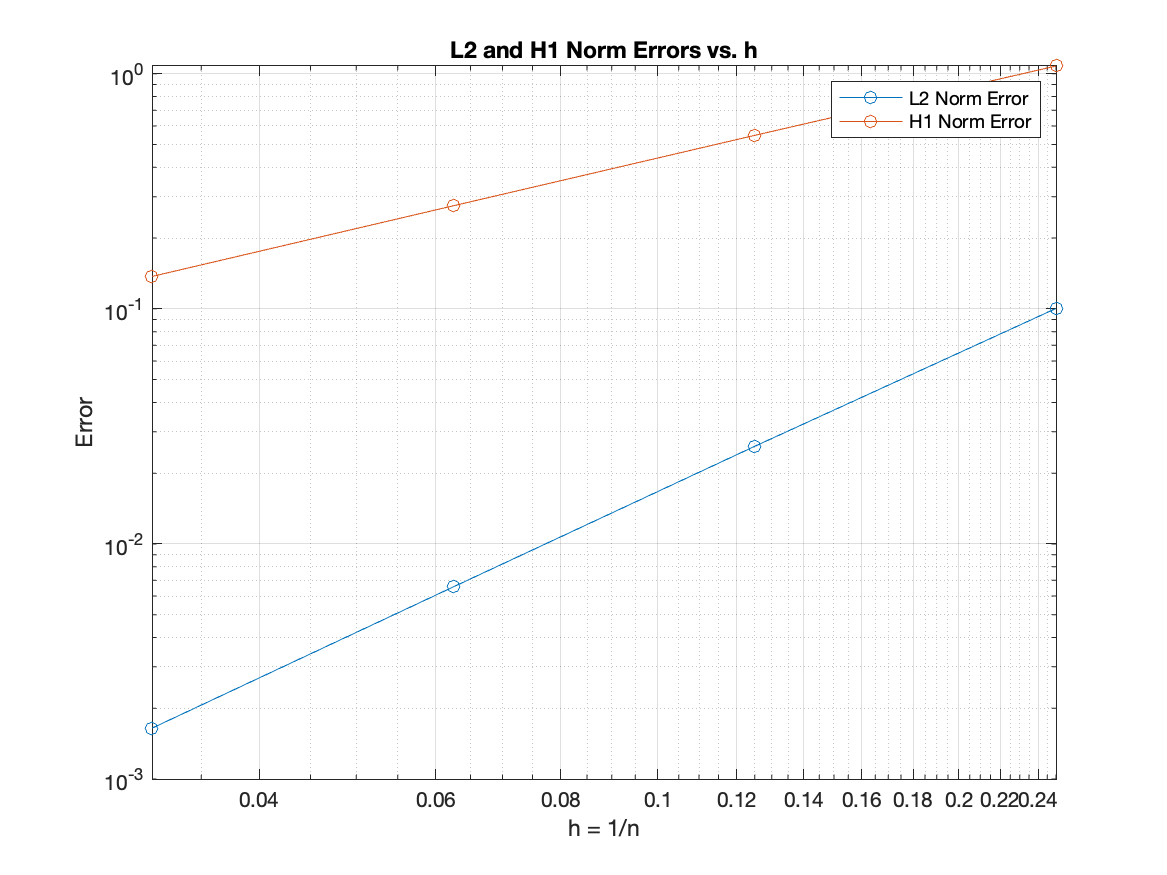 L2 and H1 Norm Errors vs. h
L2 Norm Error
H1 Norm Error
10^0
10^-1
10^-2
10^-3
Error
0.04 0.06 0.08 0.1 0.12 0.14 0.16 0.18 0.2 0.22 0.24
h = 1/n